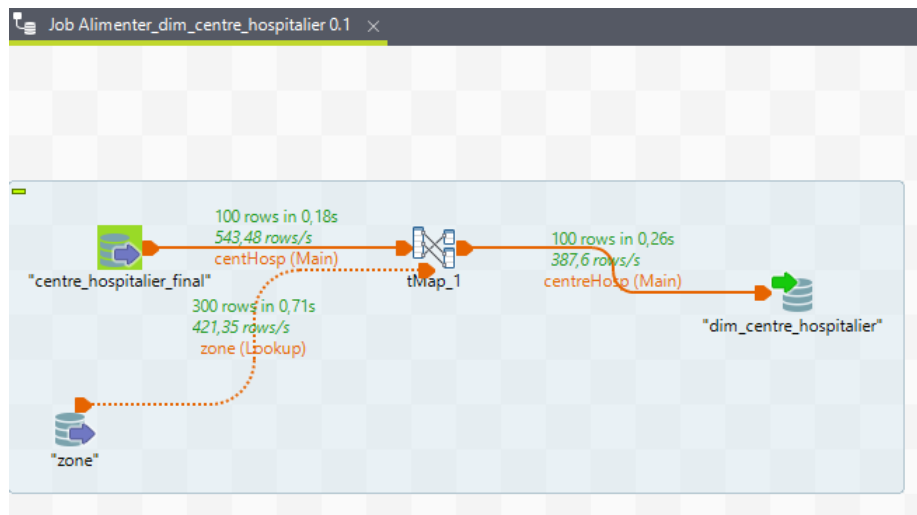 Job Alimenter_dim_centre_hospitalier 0.1
100 rows in 0,18s
543,48 rows/s
centHosp (Main)
"centre_hospitalier_final"
tMap_1
100 rows in 0,26s
387,6 rows/s
centreHosp (Main)
"dim_centre_hospitalier"
300 rows in 0,71s
421,35 rows/s
zone (Lookup)
"zone"